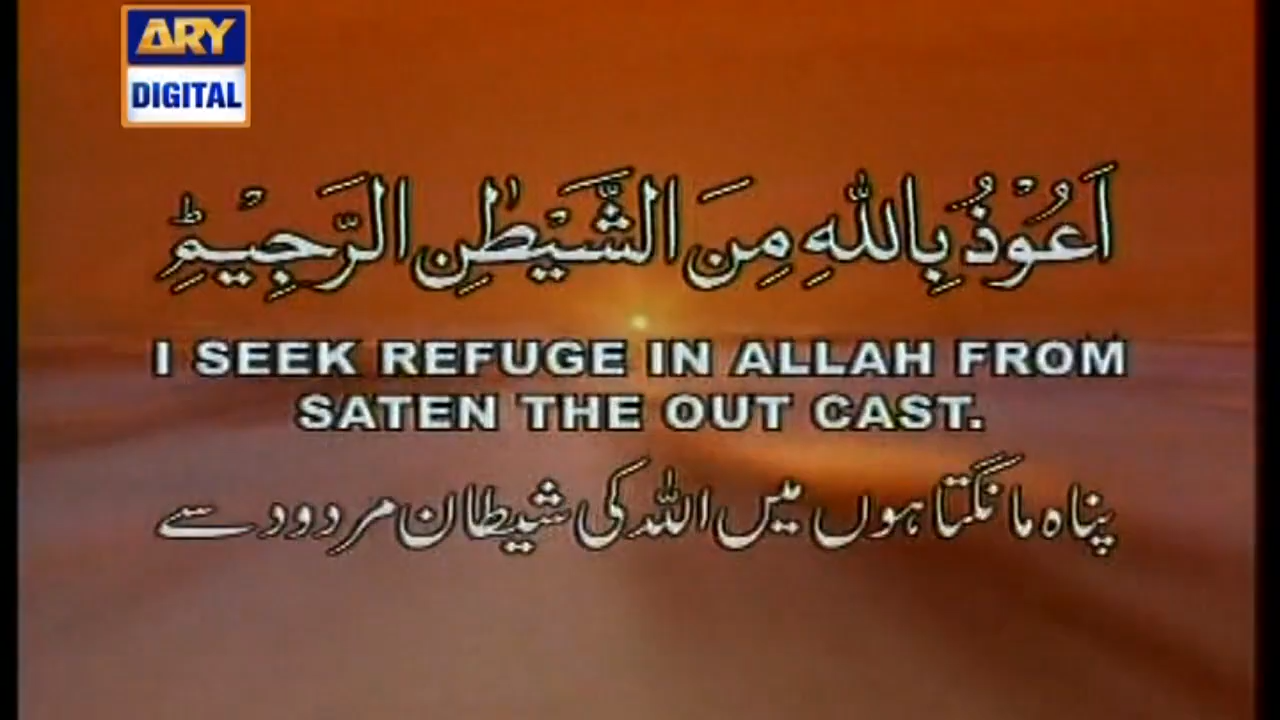 ARY
DIGITAL
اَعُوْذُ بِاللّٰهِ مِنَ الشَّيْطٰنِ الرَّجِيْمِؕ
I SEEK REFUGE IN ALLAH FROM
SATEN THE OUT CAST.
پناہ مانگتا ہوں میں اللہ کی شیطان مردود سے